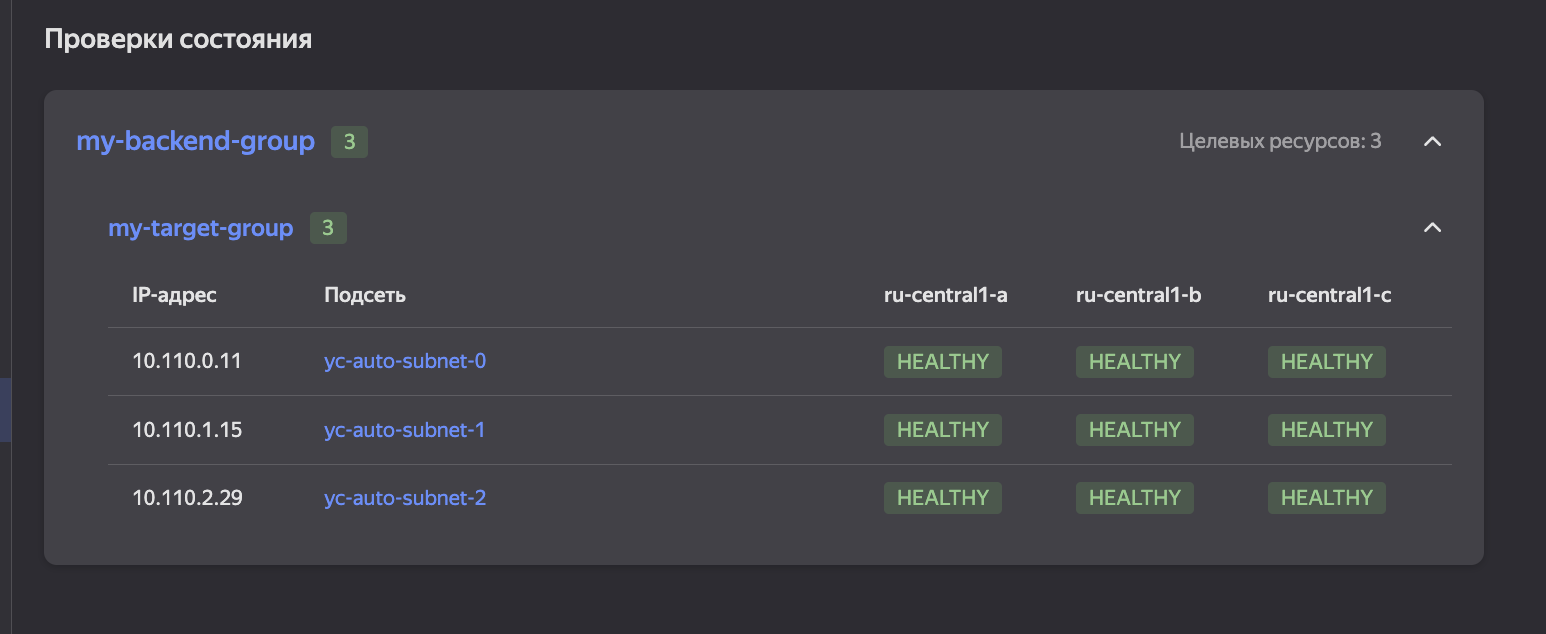 Проверки состояния
my-backend-group 3 Целевых ресурсов: 3
my-target-group 3
IP-адрес Подсеть ru-central1-a ru-central1-b ru-central1-c
10.110.0.11 yc-auto-subnet-0 HEALTHY HEALTHY HEALTHY
10.110.1.15 yc-auto-subnet-1 HEALTHY HEALTHY HEALTHY
10.110.2.29 yc-auto-subnet-2 HEALTHY HEALTHY HEALTHY